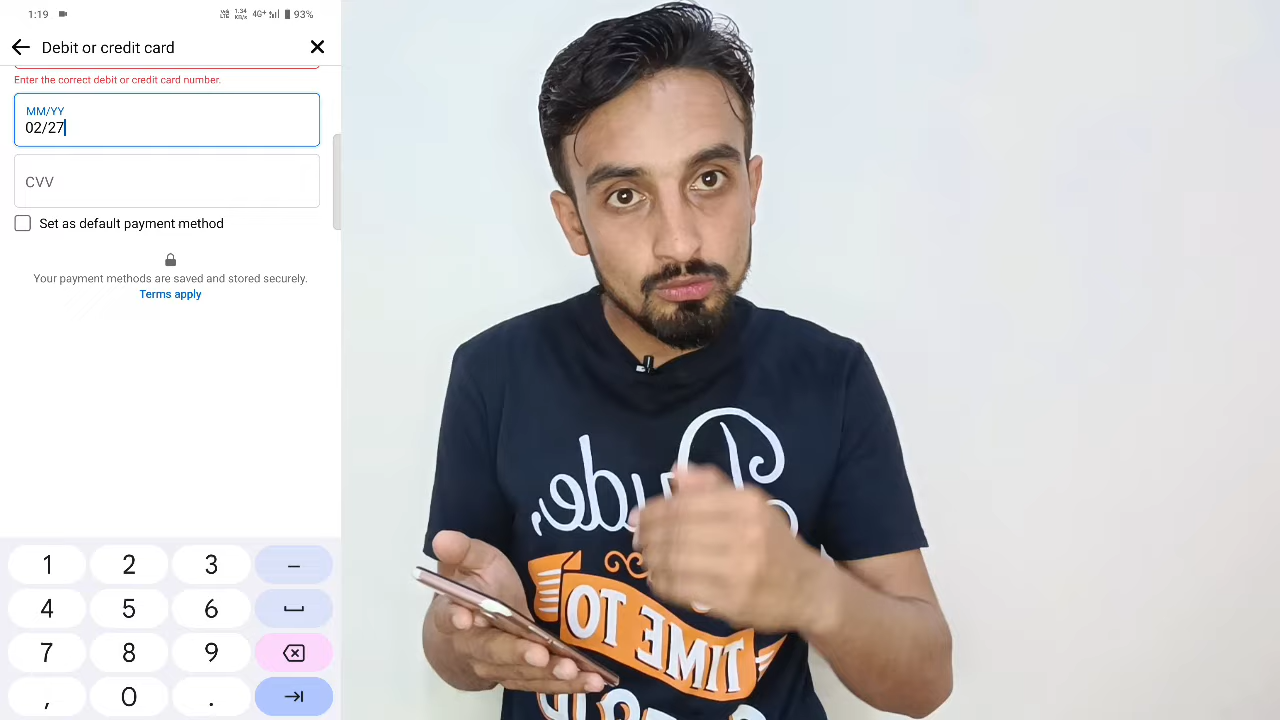 1:19
4G+ 93%
Debit or credit card
Enter the correct debit or credit card number.
MM/YY
02/27
CVV
Set as default payment method
Your payment methods are saved and stored securely.
Terms apply
1 2 3 –
4 5 6
7 8 9
, 0 .
Dude,
TIME TO